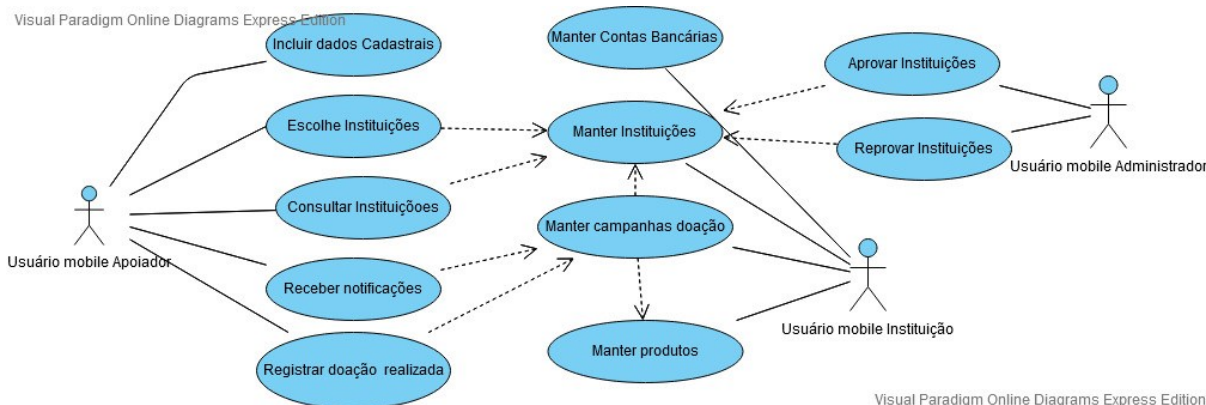 Visual Paradigm Online Diagrams Express Edition
Incluir dados Cadastrais
Manter Contas Bancárias
Aprovar Instituições
Escolhe Instituições
Manter Instituições
Reprovar Instituições
Usuário mobile Administrador
Consultar Instituiçõoes
Manter campanhas doação
Usuário mobile Apoiador
Receber notificações
Usuário mobile Instituição
Manter produtos
Registrar doação realizada
Visual Paradigm Online Diagrams Express Edition